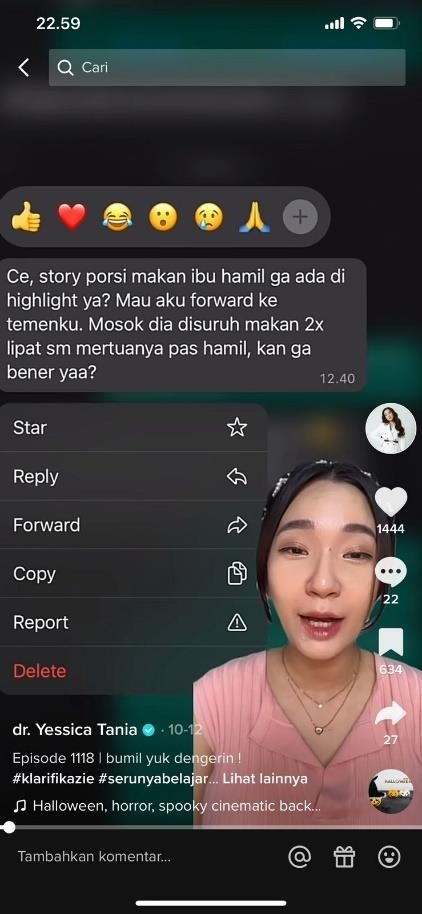 22.59
Cari
Ce, story porsi makan ibu hamil ga ada di
highlight ya? Mau aku forward ke
temenku. Mosok dia disuruh makan 2x
lipat sm mertuanya pas hamil, kan ga
bener yaa?
12.40
Star
Reply
Forward
Copy
Report
Delete
1444
22
634
27
dr. Yessica Tania · 10-12
Episode 1118 | bumil yuk dengerin !
#klarifikazie #serunyabelajar... Lihat lainnya
Halloween, horror, spooky cinematic back...
Tambahkan komentar...